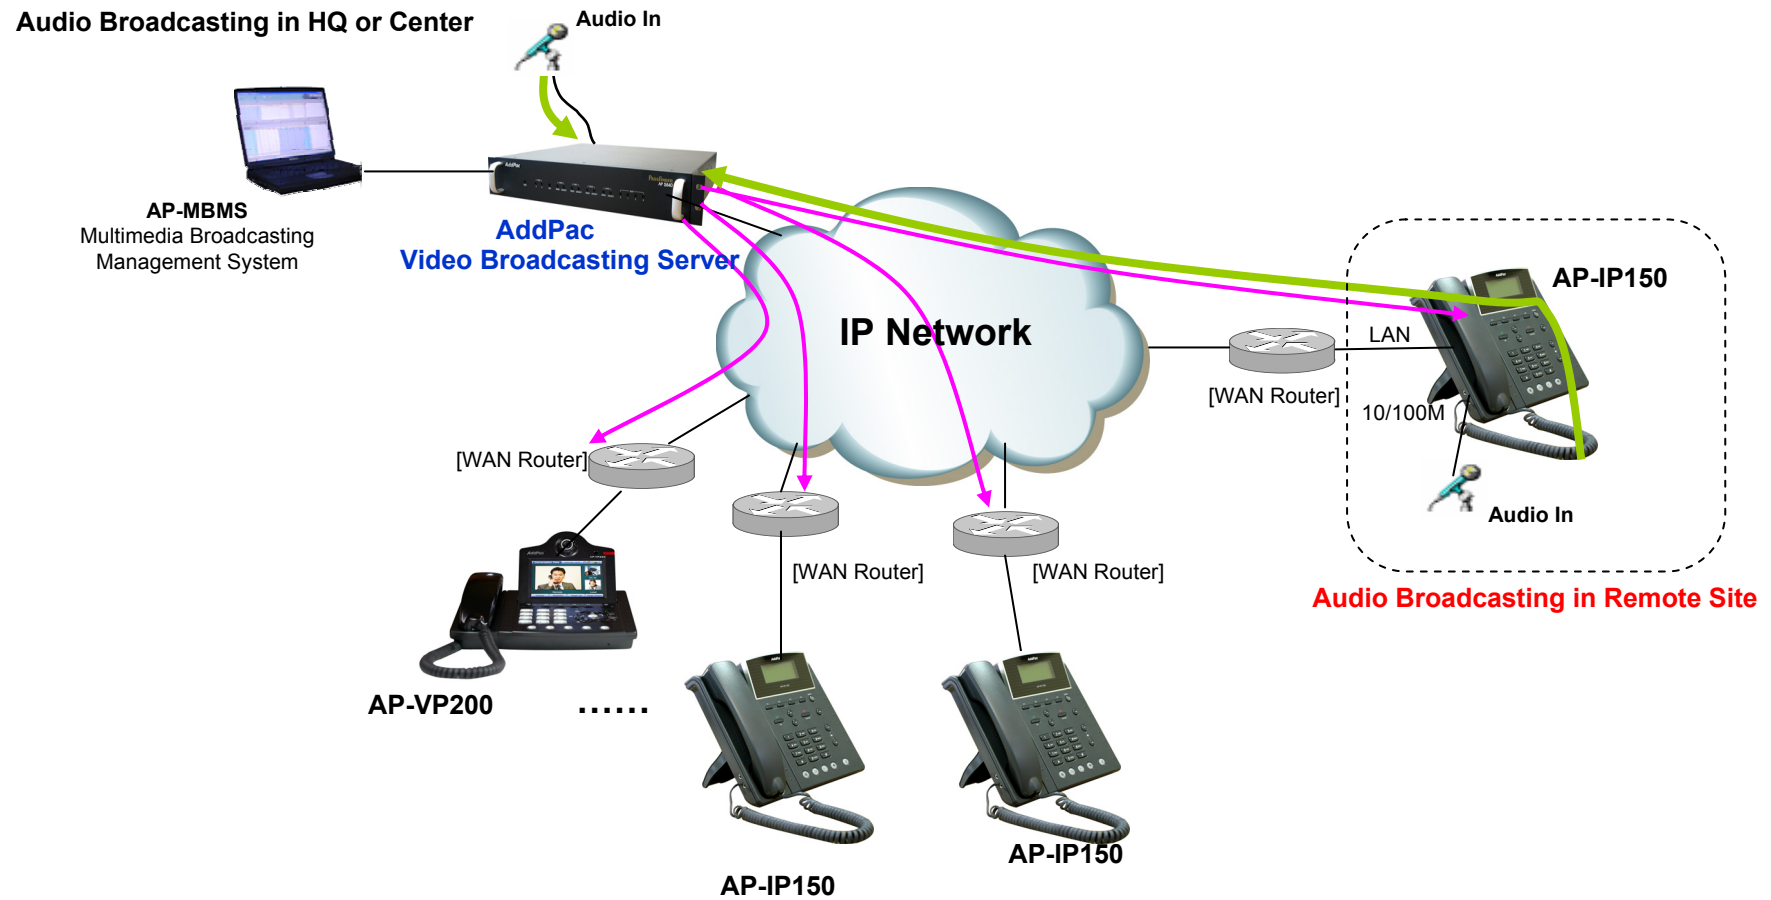 Audio Broadcasting in HQ or Center
Audio In
AddPac
AP-MBMS
Multimedia Broadcasting
Management System
AddPac
Video Broadcasting Server
IP Network
AP-IP150
LAN
[WAN Router]
10/100M
Audio In
Audio Broadcasting in Remote Site
[WAN Router]
[WAN Router]
[WAN Router]
AP-VP200
......
AP-IP150
AP-IP150